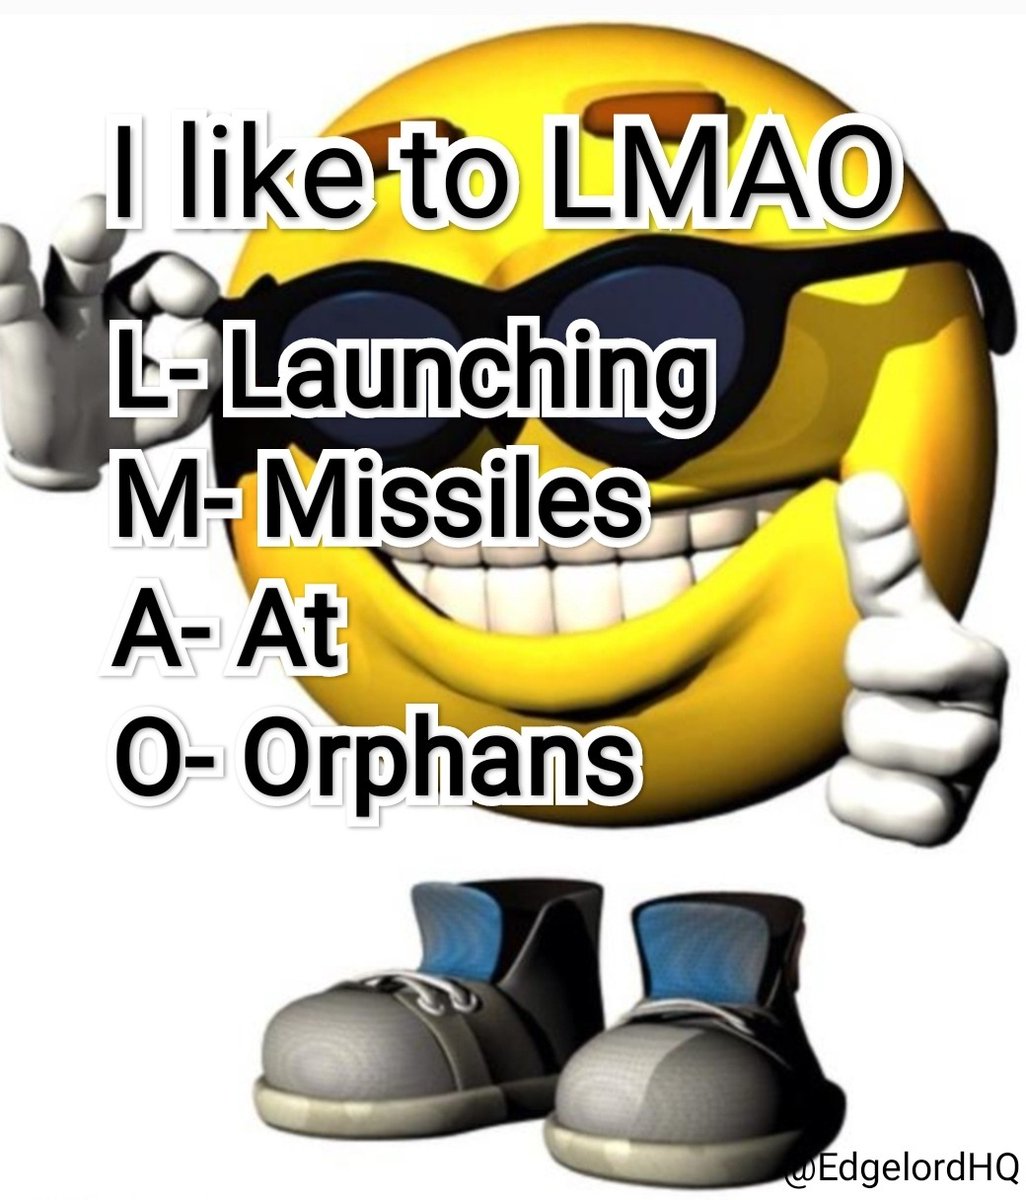 I like to LMAO
L- Launching
M- Missiles
A- At
O- Orphans
@EdgelordHQ